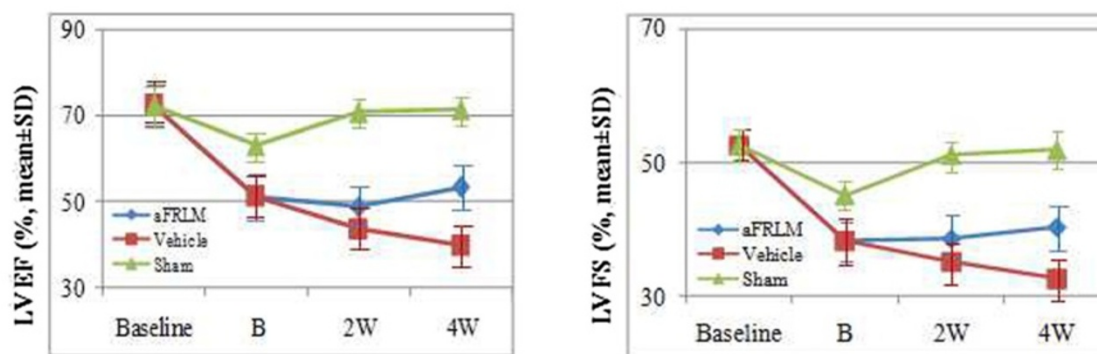 LVEF (%, mean±SD)
90
70
50
30
aFRLM
Vehicle
Sham
Baseline B 2W 4W
LVFS (%, mean±SD)
70
50
30
aFRLM
Vehicle
Sham
Baseline B 2W 4W